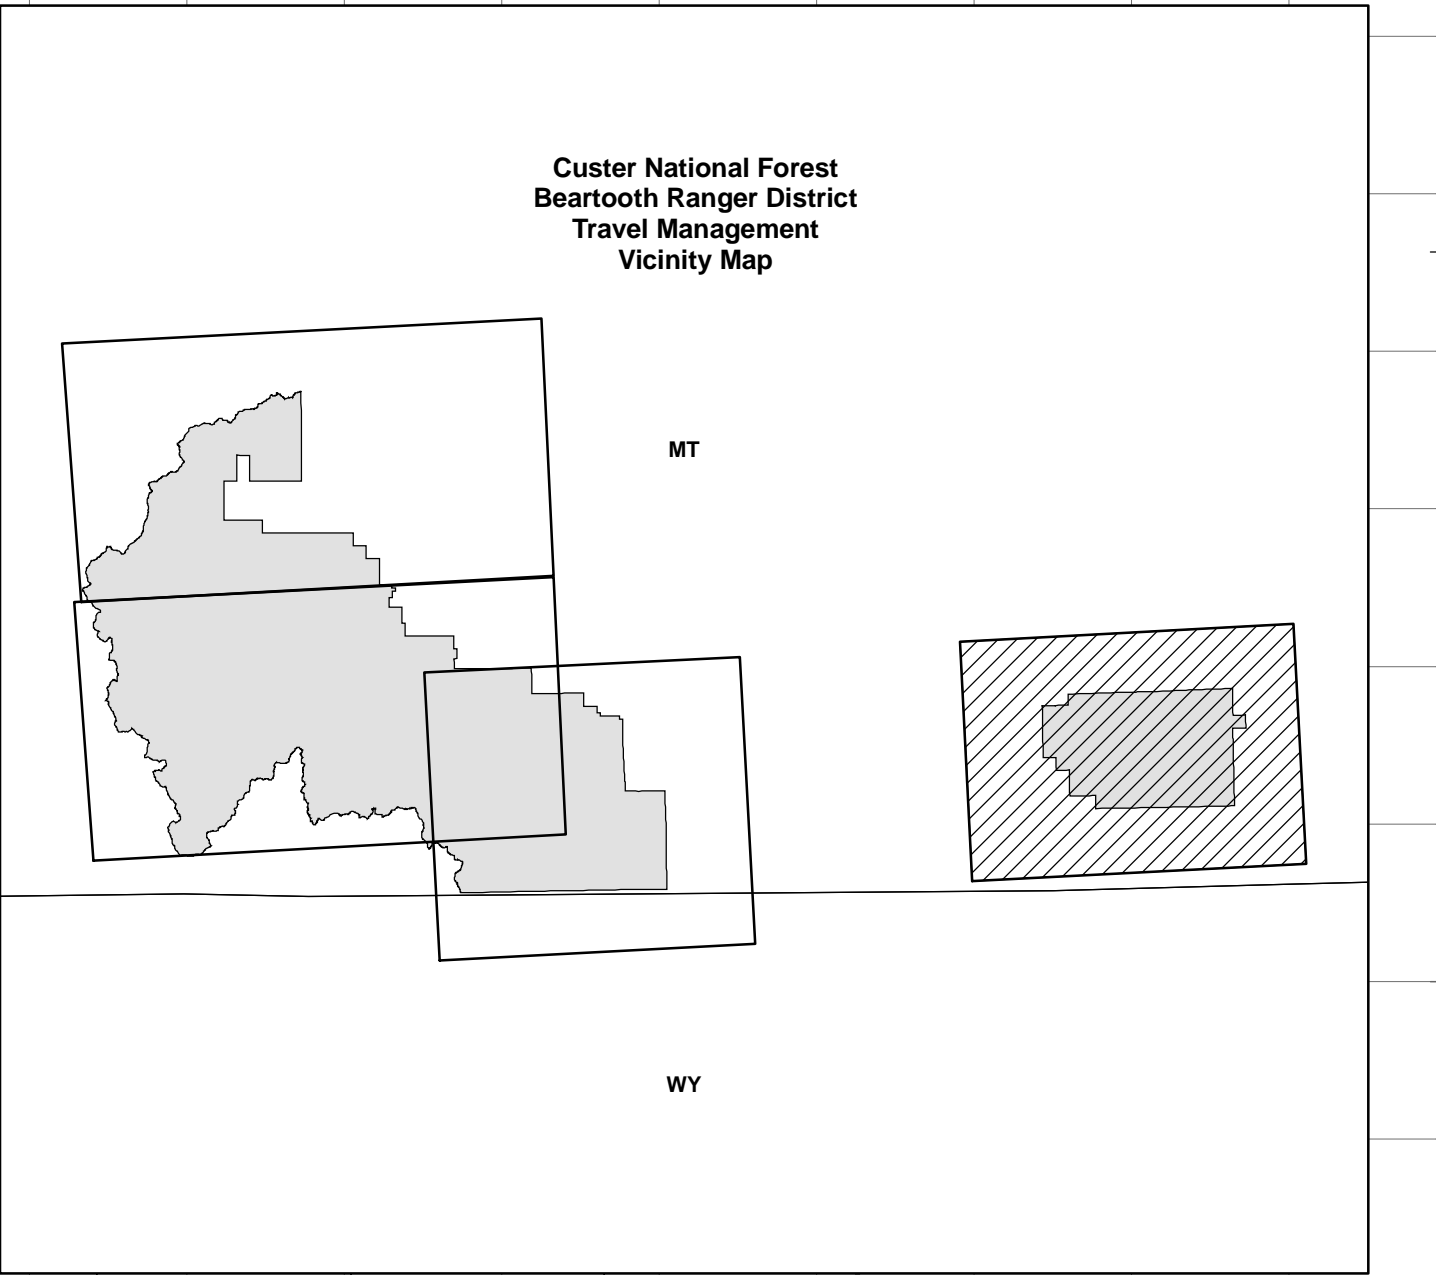 Custer National Forest
Beartooth Ranger District
Travel Management
Vicinity Map
MT
WY